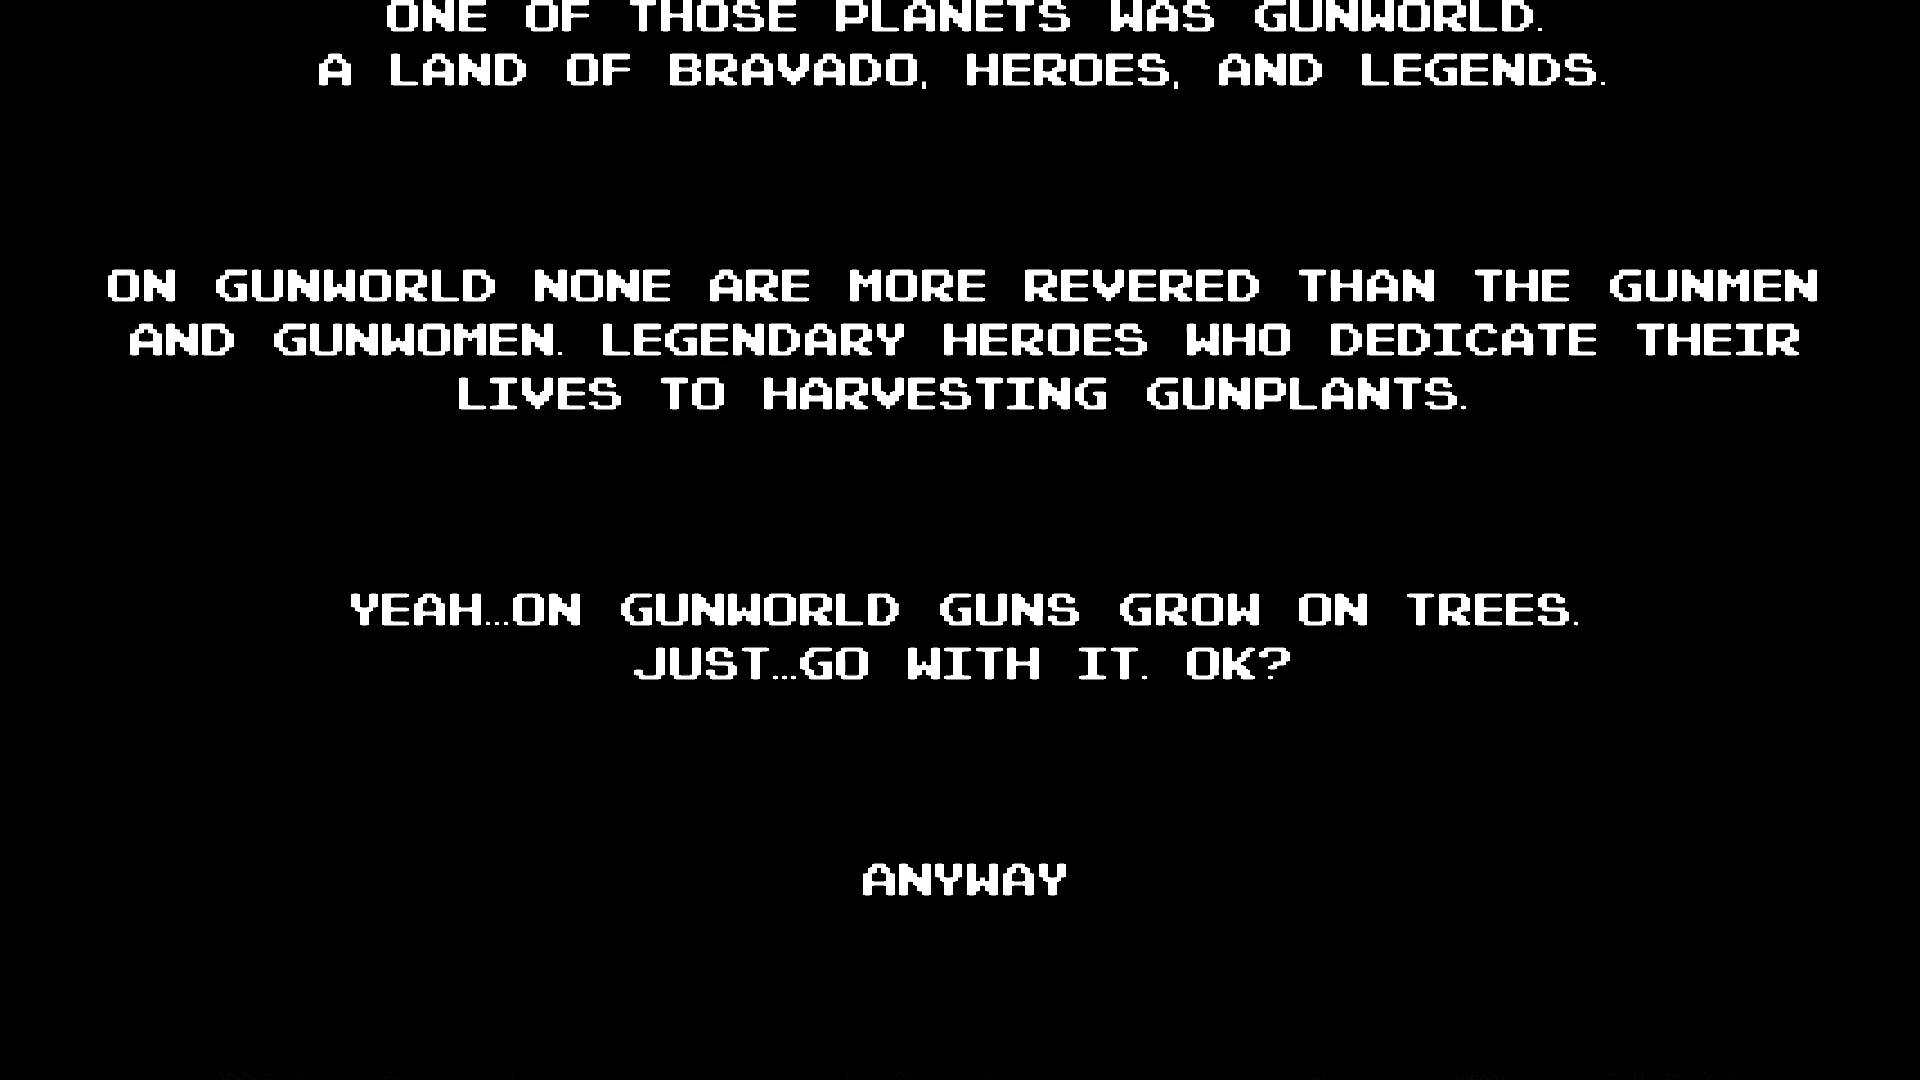 ONE OF THOSE PLANETS WAS GUNWORLD.
A LAND OF BRAVADO, HEROES, AND LEGENDS.
ON GUNWORLD NONE ARE MORE REVERED THAN THE GUNMEN
AND GUNWOMEN. LEGENDARY HEROES WHO DEDICATE THEIR
LIVES TO HARVESTING GUNPLANTS.
YEAH...ON GUNWORLD GUNS GROW ON TREES.
JUST...GO WITH IT. OK?
ANYWAY